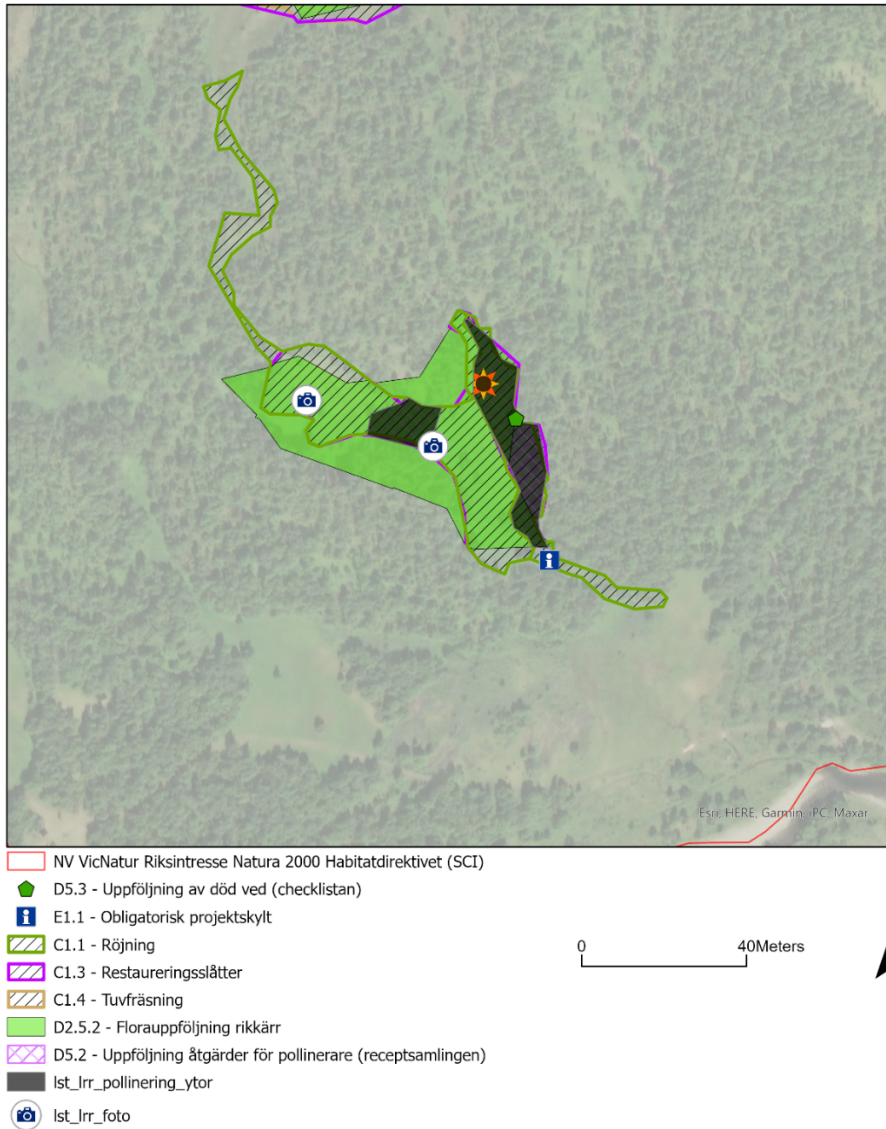 Esri, HERE, Garmin, iPC, Maxar
NV VicNatur Riksintresse Natura 2000 Habitatdirektivet (SCI)
D5.3 - Uppföljning av död ved (checklistan)
E1.1 - Obligatorisk projektskylt
C1.1 - Röjning
C1.3 - Restaureringsslåtter
C1.4 - Tuvfräsning
D2.5.2 - Florauppföljning rikkärr
D5.2 - Uppföljning åtgärder för pollinerare (receptsamlingen)
lst_lrr_pollinering_ytor
lst_lrr_foto
0 40Meters